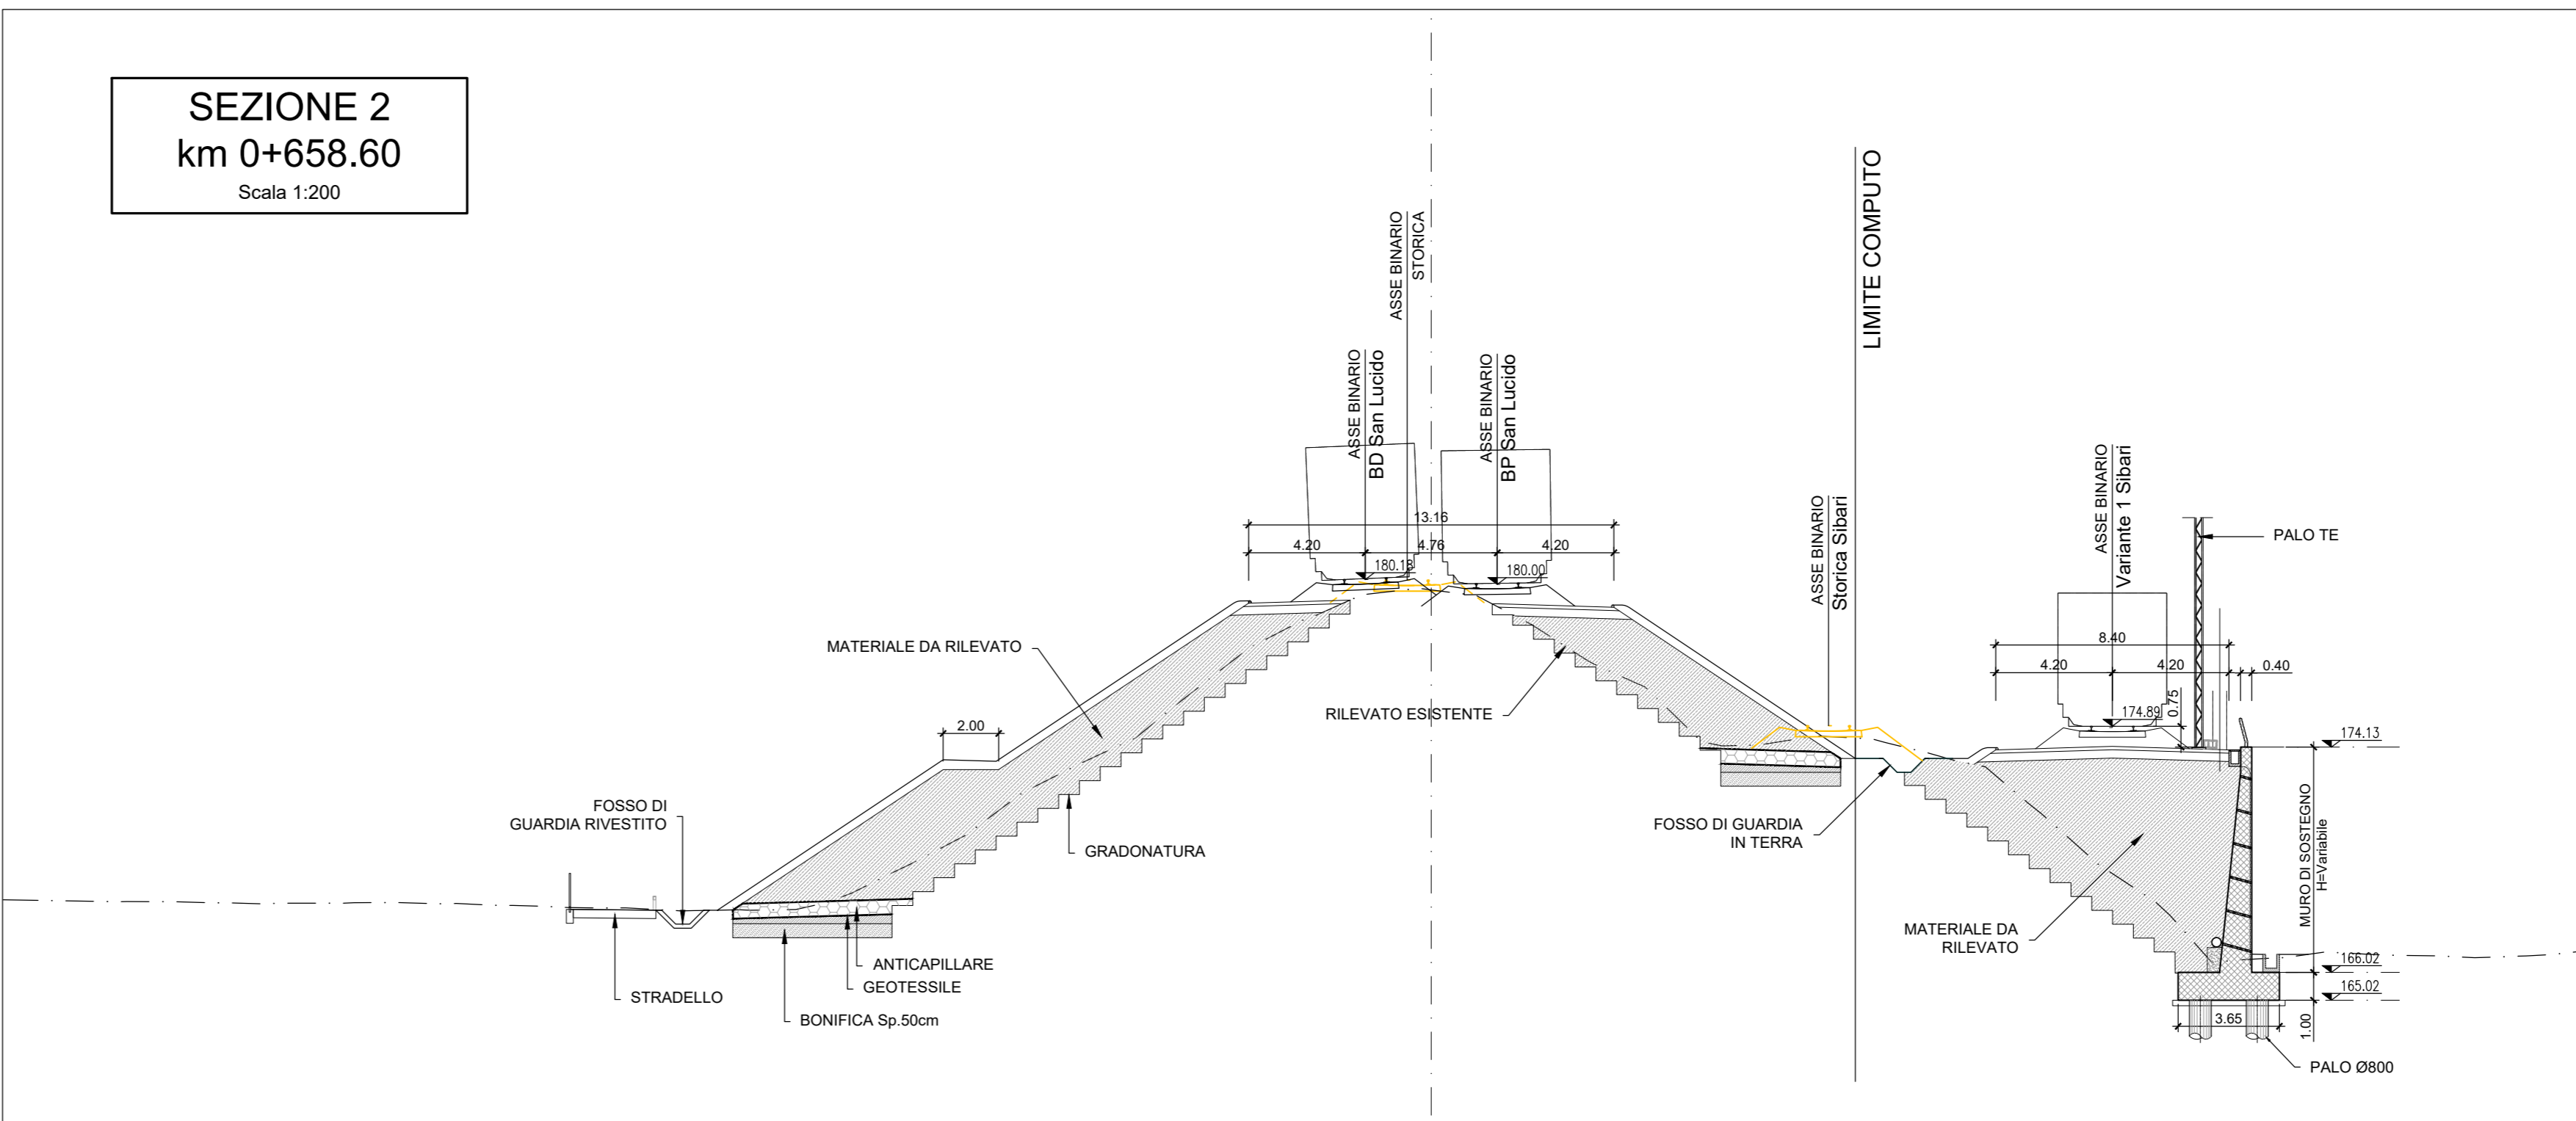 SEZIONE 2
km 0+658.60
Scala 1:200
ASSE BINARIO
STORICA
LIMITE COMPUTO
ASSE BINARIO
BD San Lucido
ASSE BINARIO
BP San Lucido
ASSE BINARIO
Storica Sibari
ASSE BINARIO
Variante 1 Sibari
PALO TE
13.16
4.20
4.76
4.20
180.18
180.00
8.40
4.20
4.20
0.40
0.75
174.89
174.13
MATERIALE DA RILEVATO
RILEVATO ESISTENTE
2.00
FOSSO DI
GUARDIA RIVESTITO
GRADONATURA
FOSSO DI GUARDIA
IN TERRA
MURO DI SOSTEGNO
H=Variabile
MATERIALE DA
RILEVATO
ANTICAPILLARE
GEOTESSILE
STRADELLO
BONIFICA Sp.50cm
166.02
165.02
3.65
1.00
PALO Ø800